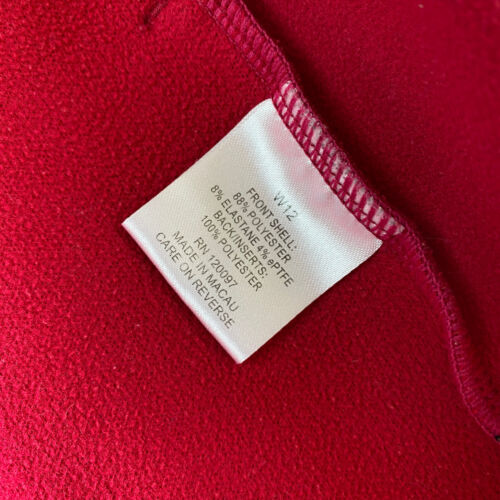 W12
FRONT SHELL:
88% POLYESTER
8% ELASTANE 4% ePTFE
BACK/INSERTS:
100% POLYESTER
RN 120097
MADE IN MACAU
CARE ON REVERSE